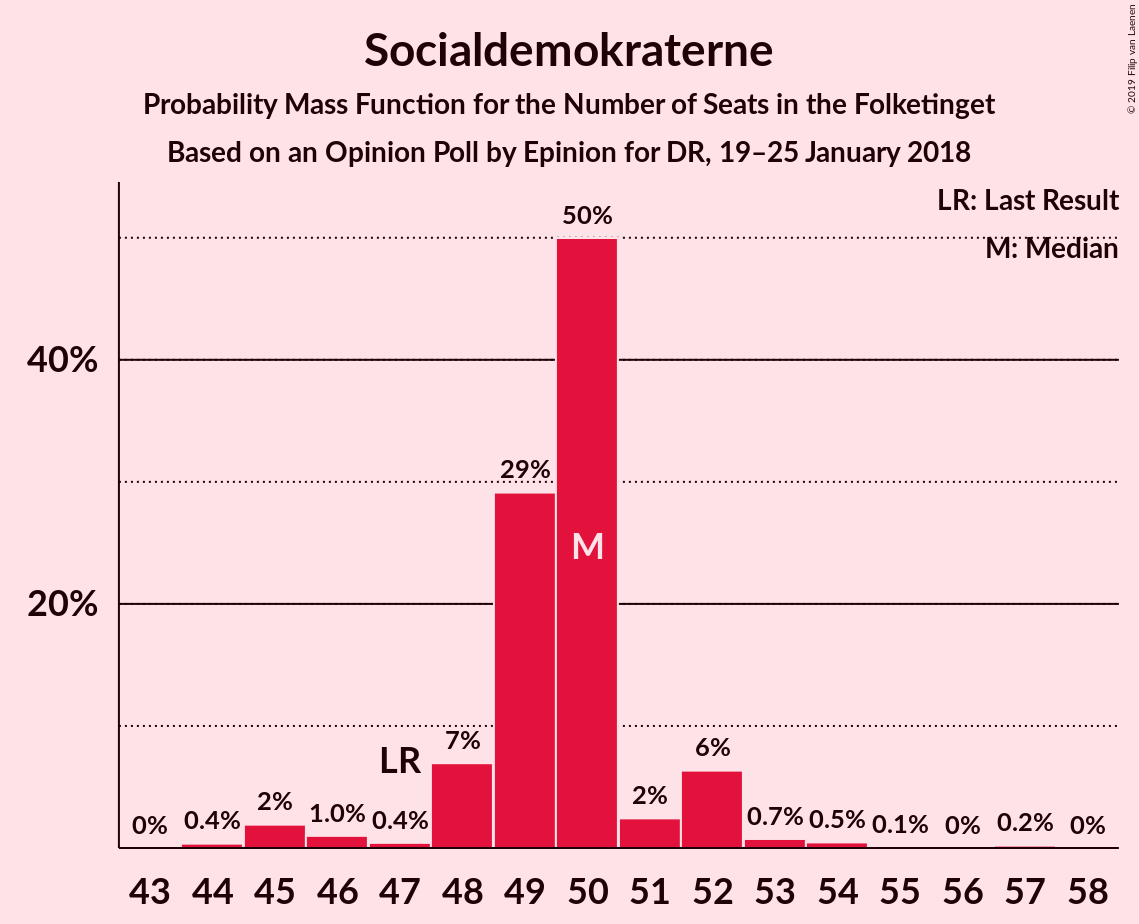 Socialdemokraterne
Probability Mass Function for the Number of Seats in the Folketinget
Based on an Opinion Poll by Epinion for DR, 19–25 January 2018
© 2019 Filip van Laenen
LR: Last Result
M: Median
40%
20%
0%
0.4%
2%
1.0%
0.4%
LR
7%
29%
50%
M
2%
6%
0.7%
0.5%
0.1%
0%
0.2%
0%
43 44 45 46 47 48 49 50 51 52 53 54 55 56 57 58